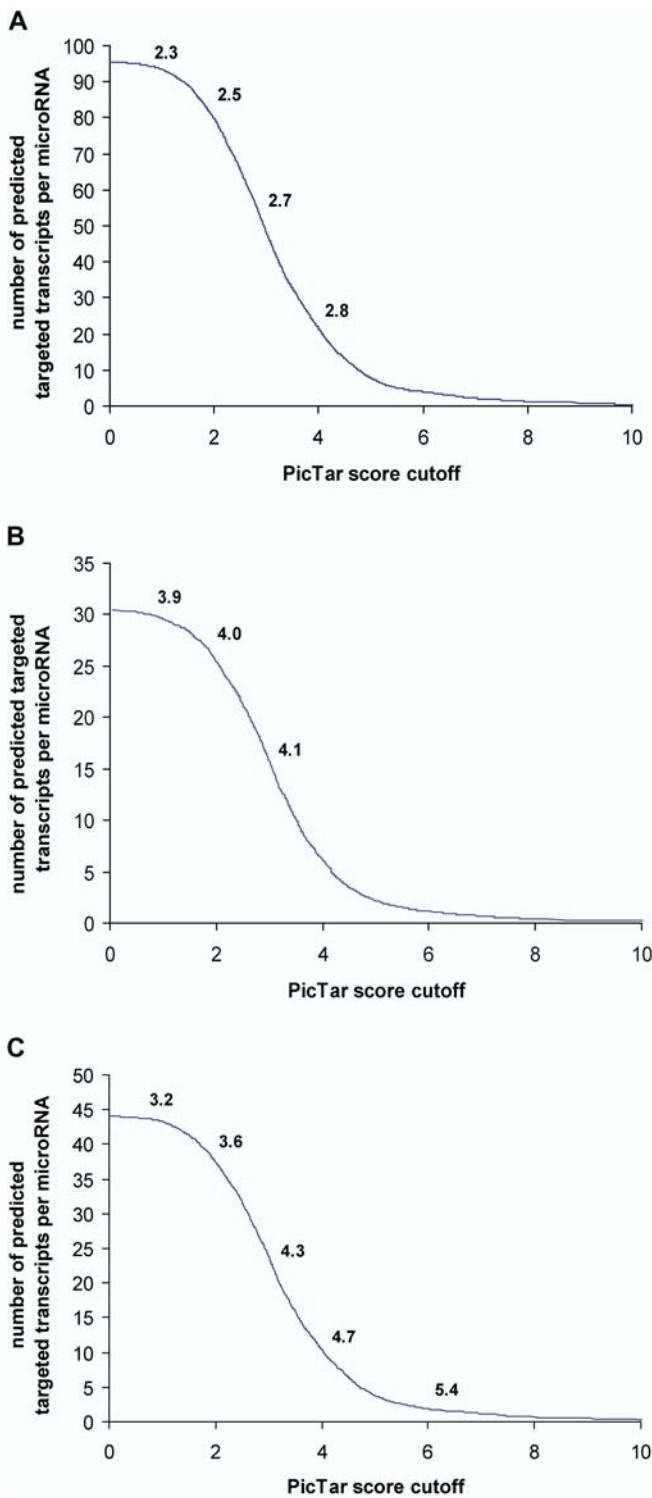 A
number of predicted
targeted transcripts per microRNA
100
90
80
70
60
50
40
30
20
10
0
2.3
2.5
2.7
2.8
0 2 4 6 8 10
PicTar score cutoff
B
number of predicted targeted
transcripts per microRNA
35
30
25
20
15
10
5
0
3.9
4.0
4.1
0 2 4 6 8 10
PicTar score cutoff
C
number of predicted
targeted transcripts per microRNA
50
45
40
35
30
25
20
15
10
5
0
3.2
3.6
4.3
4.7
5.4
0 2 4 6 8 10
PicTar score cutoff